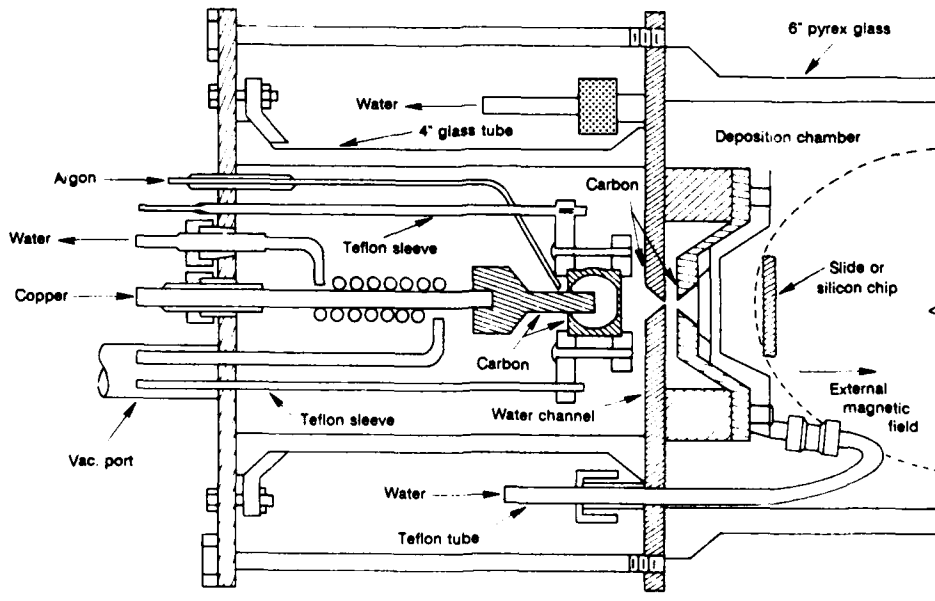 6" pyrex glass
Water
4" glass tube
Deposition chamber
Argon
Carbon
Teflon sleeve
Water
Slide or
silicon chip
Copper
Carbon
External
magnetic
field
Water channel
Teflon sleeve
Vac. port
Water
Teflon tube